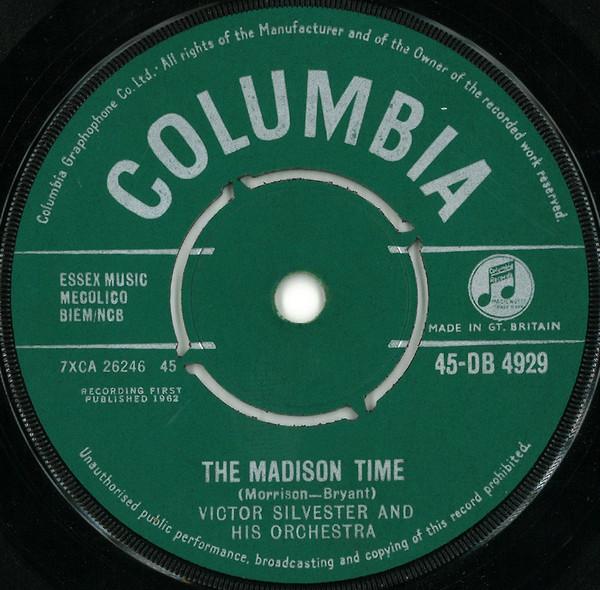 Columbia Graphophone Co. Ltd. · All rights of the Manufacturer and of the Owner of the recorded work reserved.
COLUMBIA
ESSEX MUSIC
MECOLICO
BIEM/NCB
Columbia
Records
MADE IN GT. BRITAIN
7XCA 26246 45
45-DB 4929
RECORDING FIRST
PUBLISHED 1962
THE MADISON TIME
(Morrison—Bryant)
VICTOR SILVESTER AND
HIS ORCHESTRA
Unauthorised public performance, broadcasting and copying of this record prohibited.